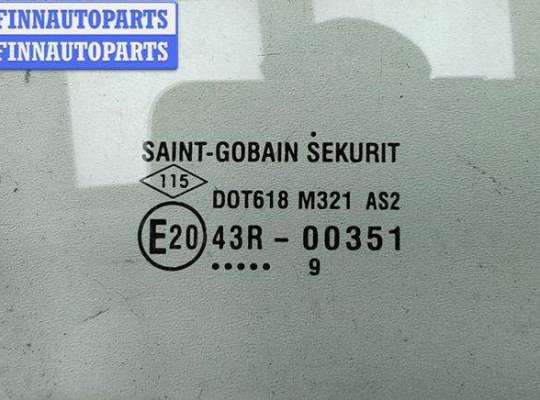 FINNAUTOPARTS
FINNAUTOPARTS
SAINT-GOBAIN SEKURIT
115
DOT618 M321 AS2
E20 43R - 00351
..... 9